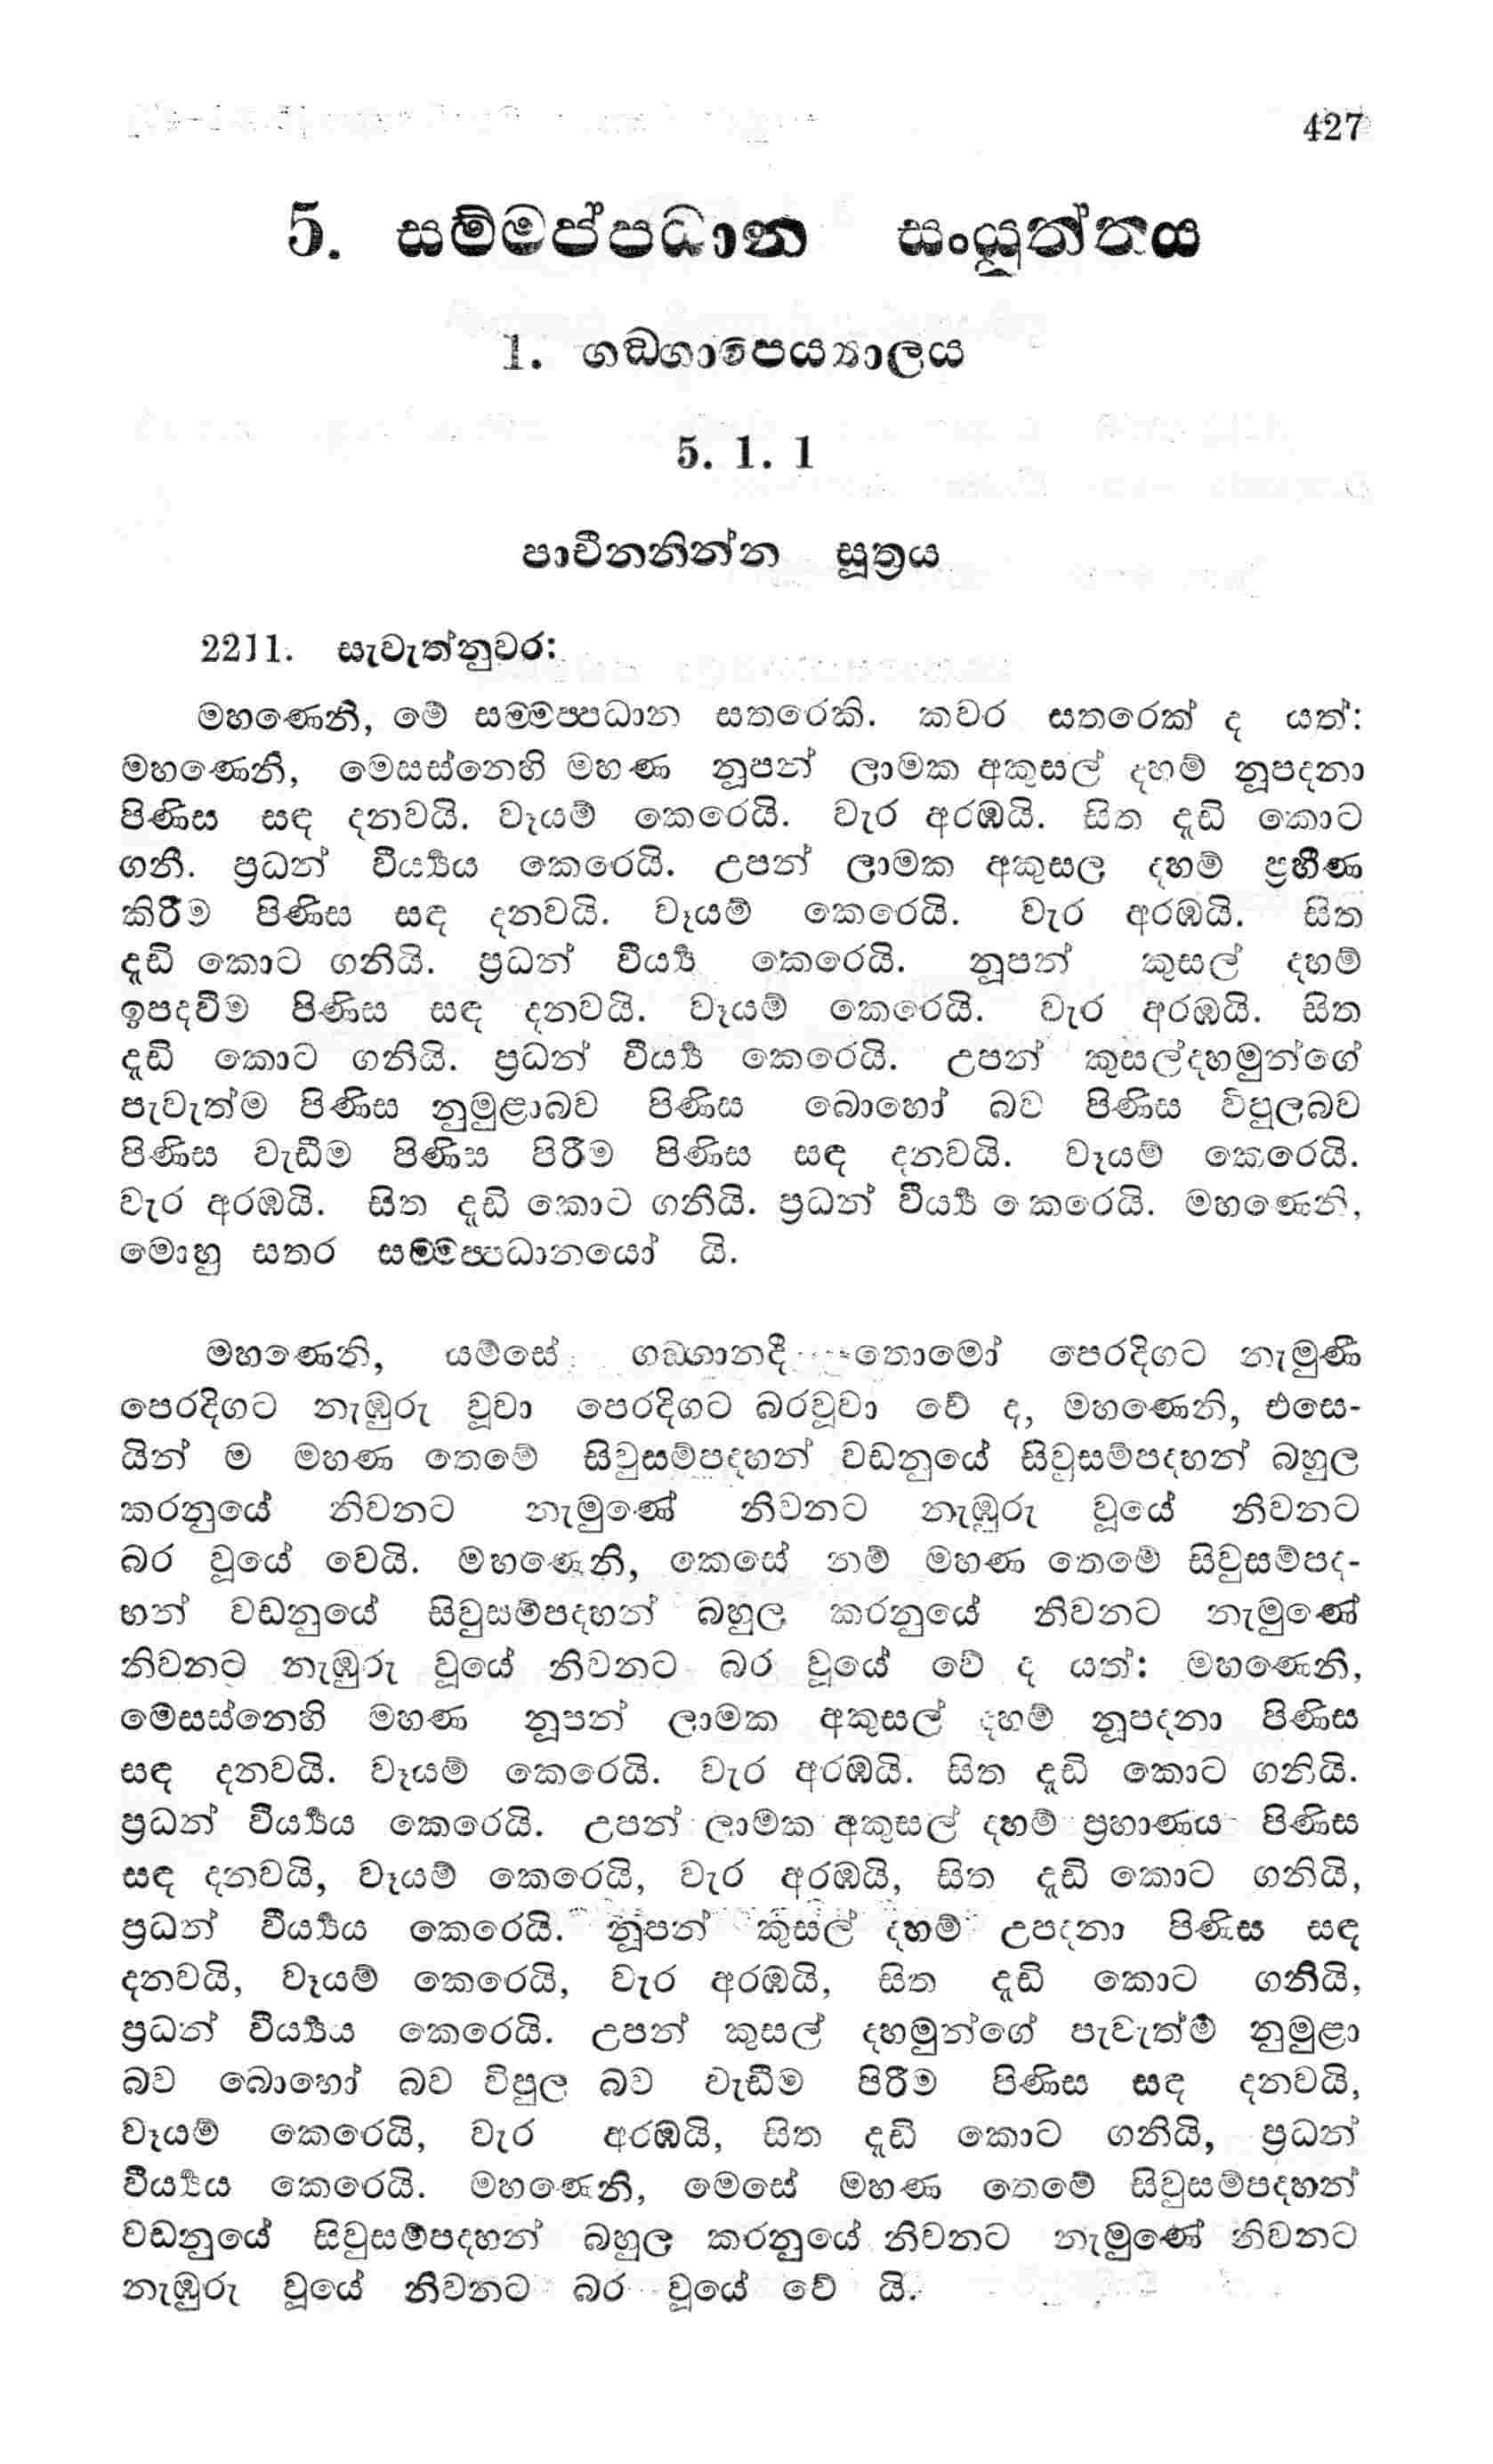 427
5. සම්මප්පධාන සංයුත්තය
1. ගඞ්ගාපෙය්‍යාලය
5. 1. 1
පාචීනනින්න සූත්‍රය
2211. සැවැත්නුවර:
මහණෙනි, මේ සම්මප්පධාන සතරෙකි. කවර සතරෙක් ද යත්:
මහණෙනි, මෙසස්නෙහි මහණ නූපන් ලාමක අකුසල් දහම් නූපදනා
පිණිස සඳ දනවයි. වෑයම් කෙරෙයි. වැර අරඹයි. සිත දැඩි කොට
ගනී. ප්‍රධන් වීර්‍ය්‍යය කෙරෙයි. උපන් ලාමක අකුසල දහම් ප්‍රහීණ
කිරීම පිණිස සඳ දනවයි. වෑයම් කෙරෙයි. වැර අරඹයි. සිත
දැඩි කොට ගනියි. ප්‍රධන් වීර්‍ය්‍ය කෙරෙයි. නූපන් කුසල් දහම්
ඉපදවීම පිණිස සඳ දනවයි. වෑයම් කෙරෙයි. වැර අරඹයි. සිත
දැඩි කොට ගනියි. ප්‍රධන් වීර්‍ය්‍ය කෙරෙයි. උපන් කුසල්දහමුන්ගේ
පැවැත්ම පිණිස නුමුළාබව පිණිස බොහෝ බව පිණිස විපුලබව
පිණිස වැඩීම පිණිස පිරීම පිණිස සඳ දනවයි. වෑයම් කෙරෙයි.
වැර අරඹයි. සිත දැඩි කොට ගනියි. ප්‍රධන් වීර්‍ය්‍ය කෙරෙයි. මහණෙනි,
මොහු සතර සම්මප්පධානයෝ යි.
මහණෙනි, යම්සේ ගඞ්ගානදී තොමෝ පෙරදිගට නැමුණී
පෙරදිගට නැඹුරු වූවා පෙරදිගට බරවූවා වේ ද, මහණෙනි, එසෙ-
යින් ම මහණ තෙමේ සිවුසම්පදහන් වඩනුයේ සිවුසම්පදහන් බහුල
කරනුයේ නිවනට නැමුණේ නිවනට නැඹුරු වූයේ නිවනට
බර වූයේ වෙයි. මහණෙනි, කෙසේ නම් මහණ තෙමේ සිවුසම්පද-
හන් වඩනුයේ සිවුසම්පදහන් බහුල කරනුයේ නිවනට නැමුණේ
නිවනට නැඹුරු වූයේ නිවනට බර වූයේ වේ ද යත්: මහණෙනි,
මේසස්නෙහි මහණ නූපන් ලාමක අකුසල් දහම් නූපදනා පිණිස
සඳ දනවයි. වෑයම් කෙරෙයි. වැර අරඹයි. සිත දැඩි කොට ගනියි.
ප්‍රධන් වීර්‍ය්‍යය කෙරෙයි. උපන් ලාමක අකුසල් දහම් ප්‍රහාණය පිණිස
සඳ දනවයි, වෑයම් කෙරෙයි, වැර අරඹයි, සිත දැඩි කොට ගනියි,
ප්‍රධන් වීර්‍ය්‍යය කෙරෙයි. නූපන් කුසල් දහම් උපදනා පිණිස සඳ
දනවයි, වෑයම් කෙරෙයි, වැර අරඹයි, සිත දැඩි කොට ගනියි,
ප්‍රධන් වීර්‍ය්‍යය කෙරෙයි. උපන් කුසල් දහමුන්ගේ පැවැත්ම නුමුළා
බව බොහෝ බව විපුල බව වැඩීම පිරීම පිණිස සඳ දනවයි,
වෑයම් කෙරෙයි, වැර අරඹයි, සිත දැඩි කොට ගනියි, ප්‍රධන්
වීර්‍ය්‍යය කෙරෙයි. මහණෙනි, මෙසේ මහණ තෙමේ සිවුසම්පදහන්
වඩනුයේ සිවුසම්පදහන් බහුල කරනුයේ නිවනට නැමුණේ නිවනට
නැඹුරු වූයේ නිවනට බර වූයේ වේ යි.